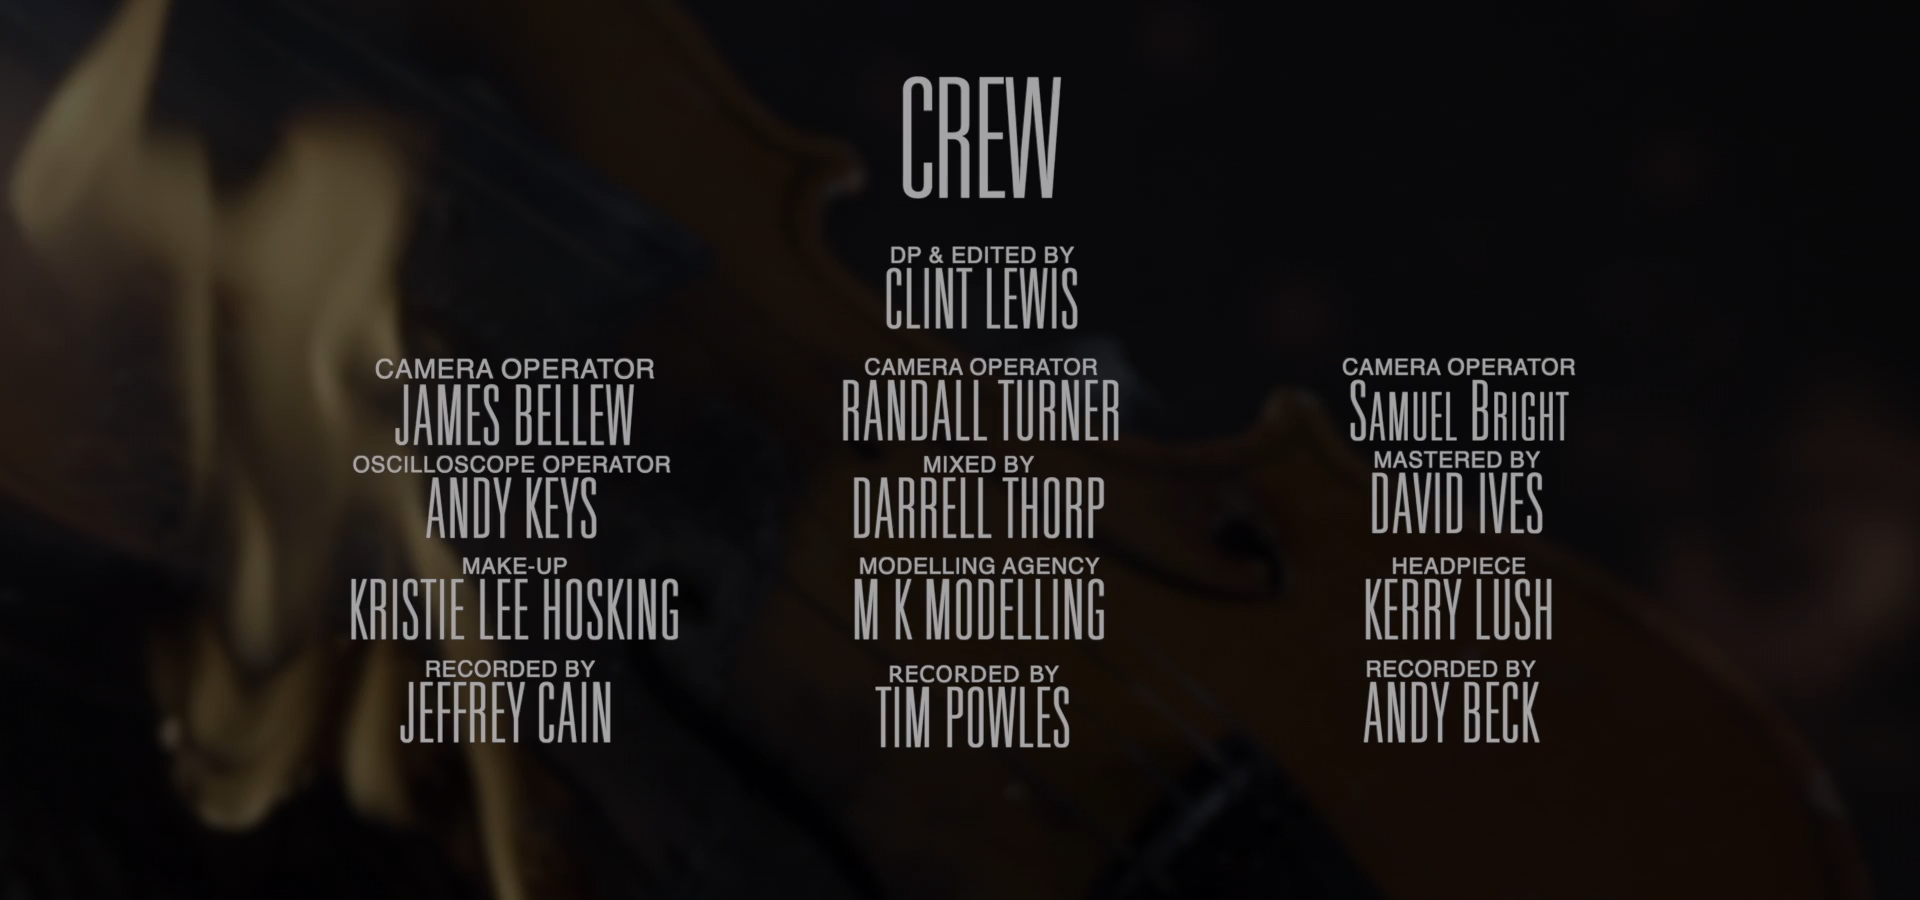 CREW
DP & EDITED BY
CLINT LEWIS
CAMERA OPERATOR
JAMES BELLEW
CAMERA OPERATOR
RANDALL TURNER
CAMERA OPERATOR
SAMUEL BRIGHT
OSCILLOSCOPE OPERATOR
ANDY KEYS
MIXED BY
DARRELL THORP
MASTERED BY
DAVID IVES
MAKE-UP
KRISTIE LEE HOSKING
MODELLING AGENCY
M K MODELLING
HEADPIECE
KERRY LUSH
RECORDED BY
JEFFREY CAIN
RECORDED BY
TIM POWLES
RECORDED BY
ANDY BECK